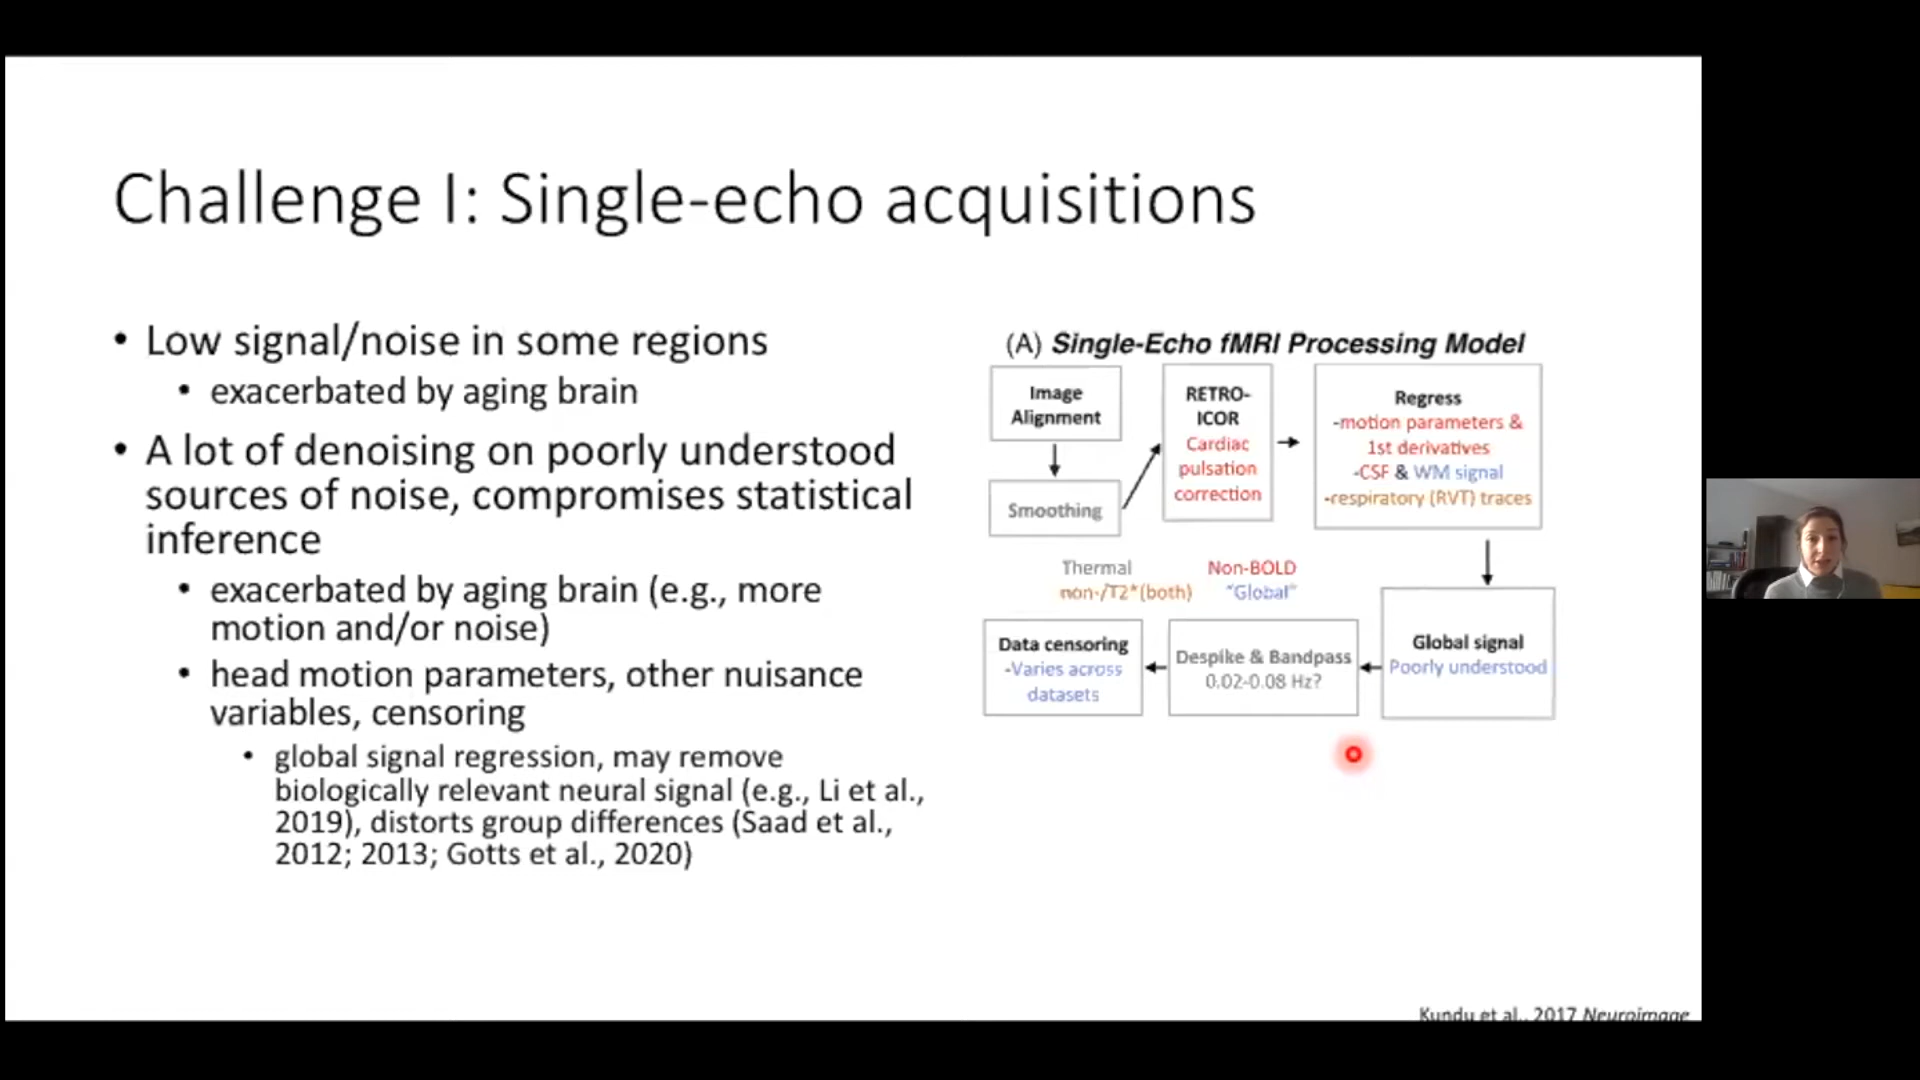 Challenge I: Single-echo acquisitions
• Low signal/noise in some regions
• exacerbated by aging brain
• A lot of denoising on poorly understood
sources of noise, compromises statistical
inference
• exacerbated by aging brain (e.g., more
motion and/or noise)
• head motion parameters, other nuisance
variables, censoring
• global signal regression, may remove
biologically relevant neural signal (e.g., Li et al.,
2019), distorts group differences (Saad et al.,
2012; 2013; Gotts et al., 2020)
(A) Single-Echo fMRI Processing Model
Image
Alignment
Smoothing
RETRO-
ICOR
Cardiac
pulsation
correction
Regress
-motion parameters &
1st derivatives
-CSF & WM signal
-respiratory (RVT) traces
Thermal
Non-BOLD
non-/T2*(both)
"Global"
Global signal
Poorly understood
Despike & Bandpass
0.02-0.08 Hz?
Data censoring
-Varies across
datasets
Kundu et al., 2017 Neuroimage